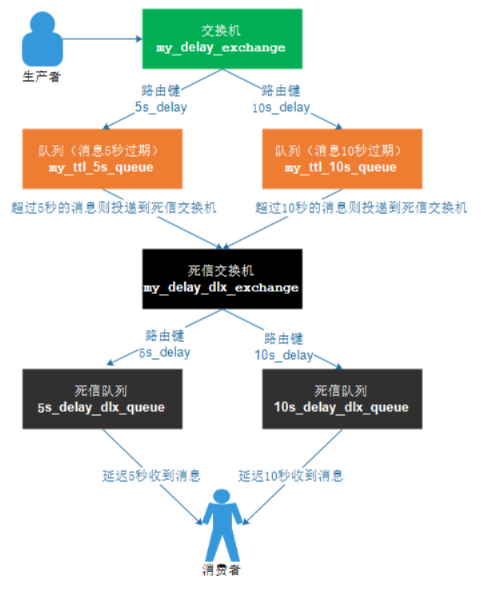 交换机
my_delay_exchange
生产者
路由键
5s_delay
路由键
10s_delay
队列（消息5秒过期）
my_ttl_5s_queue
队列（消息10秒过期）
my_ttl_10s_queue
超过5秒的消息则投递到死信交换机
超过10秒的消息则投递到死信交换机
死信交换机
my_delay_dlx_exchange
路由键
5s_delay
路由键
10s_delay
死信队列
5s_delay_dlx_queue
死信队列
10s_delay_dlx_queue
延迟5秒收到消息
延迟10秒收到消息
消费者